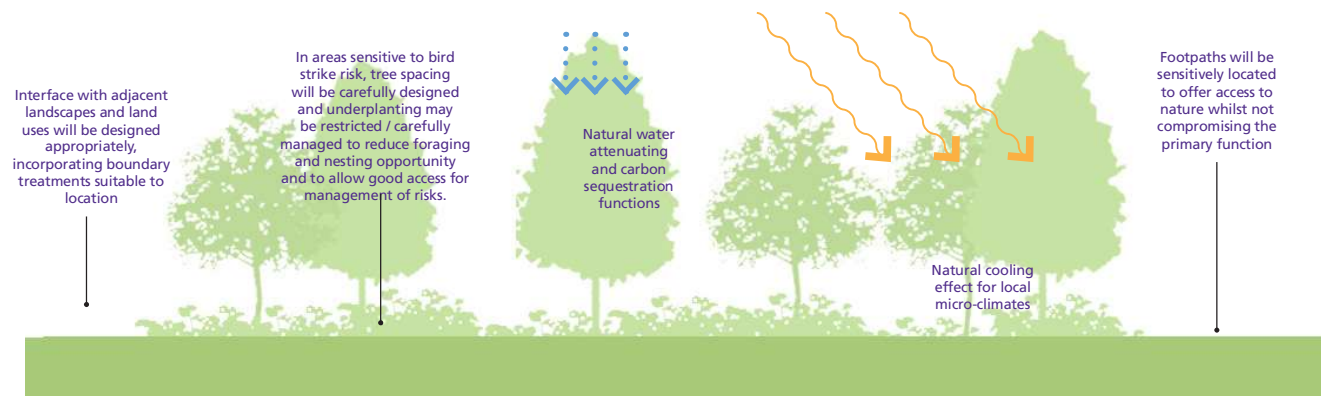 Interface with adjacent
landscapes and land
uses will be designed
appropriately,
incorporating boundary
treatments suitable to
location
In areas sensitive to bird
strike risk, tree spacing
will be carefully designed
and underplanting may
be restricted / carefully
managed to reduce foraging
and nesting opportunity
and to allow good access for
management of risks.
Natural water
attenuating
and carbon
sequestration
functions
Natural cooling
effect for local
micro-climates
Footpaths will be
sensitively located
to offer access to
nature whilst not
compromising the
primary function